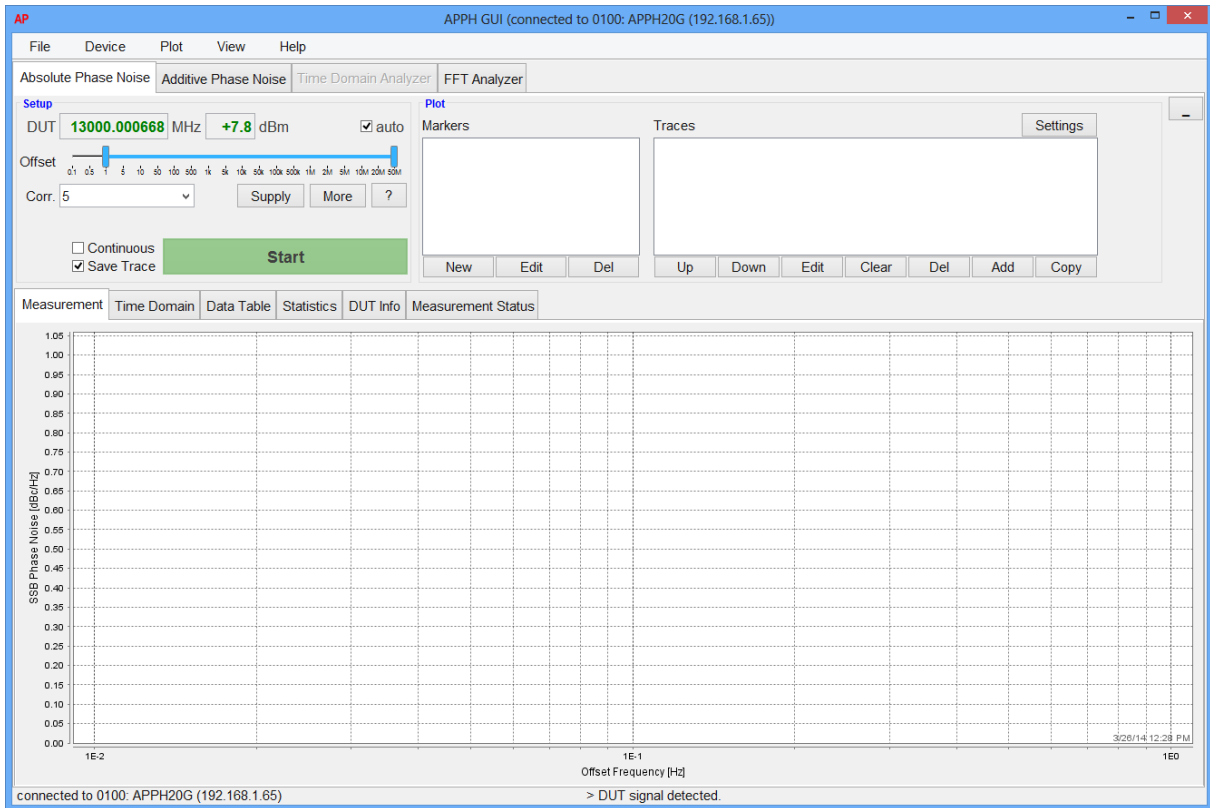 AP APPH GUI (connected to 0100: APPH20G (192.168.1.65))
File Device Plot View Help
Absolute Phase Noise Additive Phase Noise Time Domain Analyzer FFT Analyzer
Setup
DUT 13000.000668 MHz +7.8 dBm auto
Offset
0.1 0.5 1 5 10 50 100 500 1k 5k 10k 50k 100k 500k 1M 2M 5M 10M 20M 50M
Corr. 5 Supply More ?
Continuous
Save Trace
Start
Plot
Markers
New Edit Del
Traces Settings
Up Down Edit Clear Del Add Copy
Measurement Time Domain Data Table Statistics DUT Info Measurement Status
SSB Phase Noise [dBc/Hz]
1.05
1.00
0.95
0.90
0.85
0.80
0.75
0.70
0.65
0.60
0.55
0.50
0.45
0.40
0.35
0.30
0.25
0.20
0.15
0.10
0.05
0.00
3/26/14 12:28 PM
1E-2 1E-1 1E0
Offset Frequency [Hz]
connected to 0100: APPH20G (192.168.1.65) > DUT signal detected.